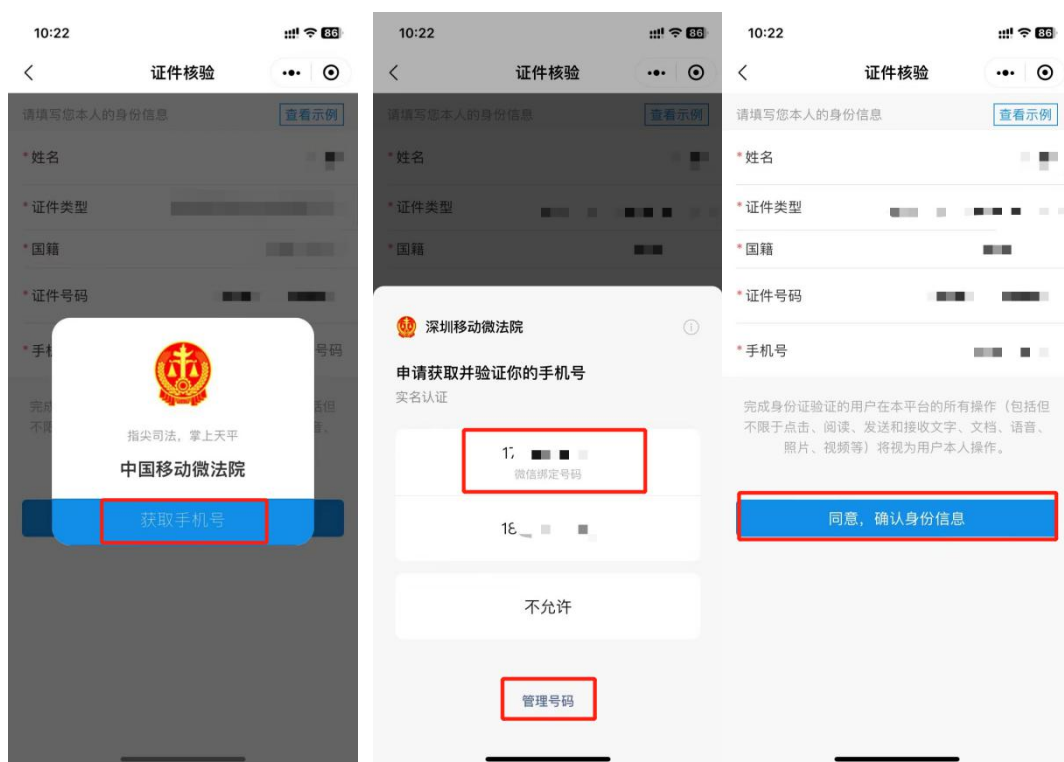 10:22
86
证件核验
请填写您本人的身份信息
查看示例
*姓名
*证件类型
*国籍
*证件号码
*手
号码
指尖司法，掌上天平
中国移动微法院
获取手机号
10:22
86
证件核验
请填写您本人的身份信息
查看示例
*姓名
*证件类型
*国籍
*证件号码
深圳移动微法院
申请获取并验证你的手机号
实名认证
17
微信绑定号码
18
不允许
管理号码
10:22
86
证件核验
请填写您本人的身份信息
查看示例
*姓名
*证件类型
*国籍
*证件号码
*手机号
完成身份证验证的用户在本平台的所有操作（包括但
不限于点击、阅读、发送和接收文字、文档、语音、
照片、视频等）将视为用户本人操作。
同意，确认身份信息